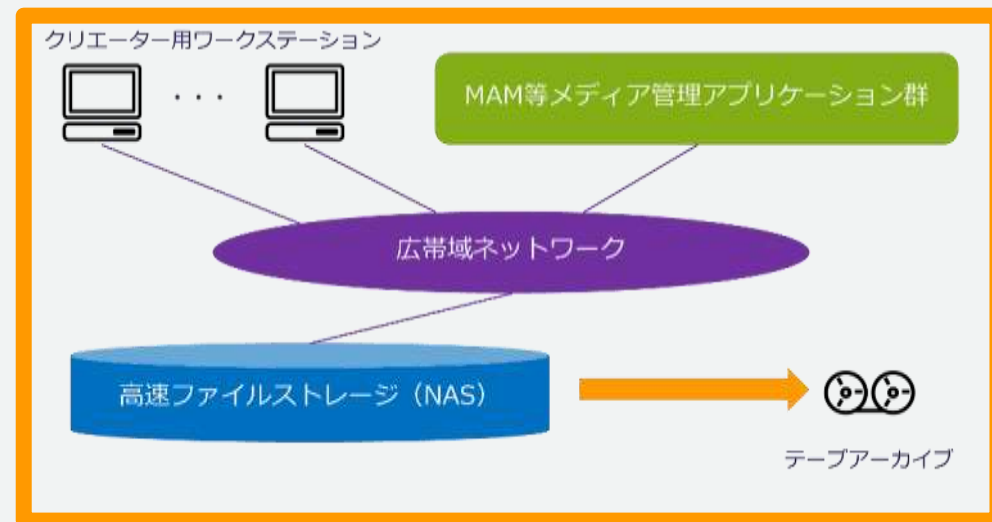 クリエーター用ワークステーション
・・・
MAM等メディア管理アプリケーション群
広帯域ネットワーク
高速ファイルストレージ（NAS）
テープアーカイブ